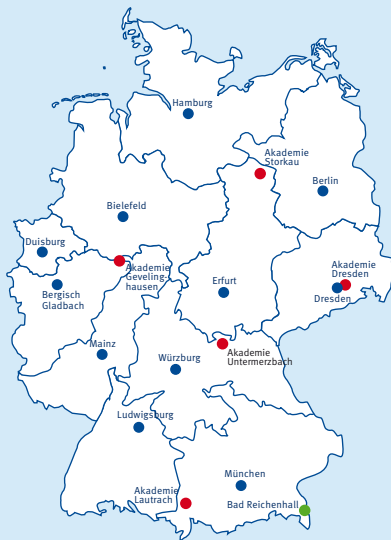 Hamburg
Akademie
Storkau
Berlin
Bielefeld
Duisburg
Akademie
Geveling-
hausen
Akademie
Dresden
Bergisch
Gladbach
Erfurt
Dresden
Mainz
Würzburg
Akademie
Untermerzbach
Ludwigsburg
München
Akademie
Lautrach
Bad Reichenhall